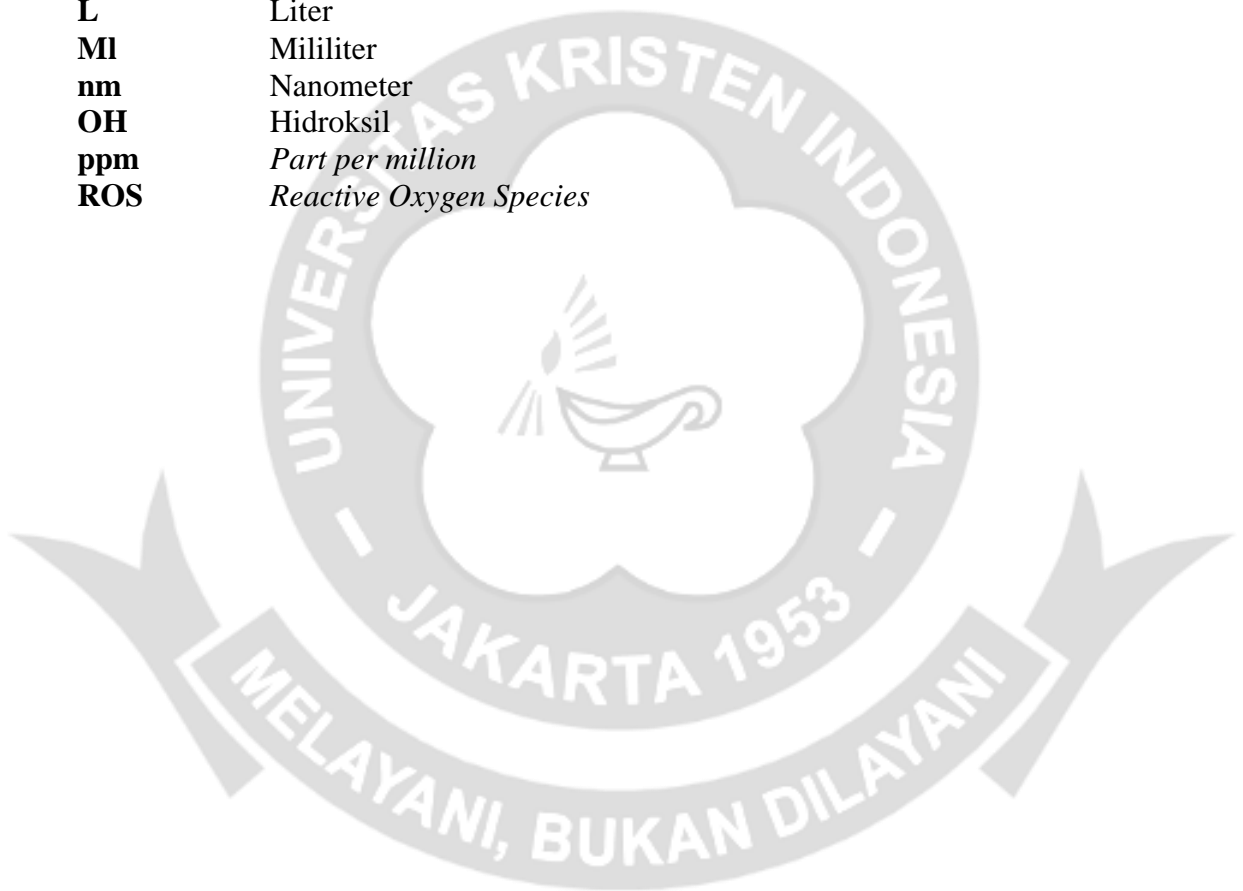 L Liter
Ml Mililiter
nm Nanometer
OH Hidroksil
ppm Part per million
ROS Reactive Oxygen Species
UNIVERSITAS KRISTEN INDONESIA
- JAKARTA 1953 -
MELAYANI, BUKAN DILAYANI